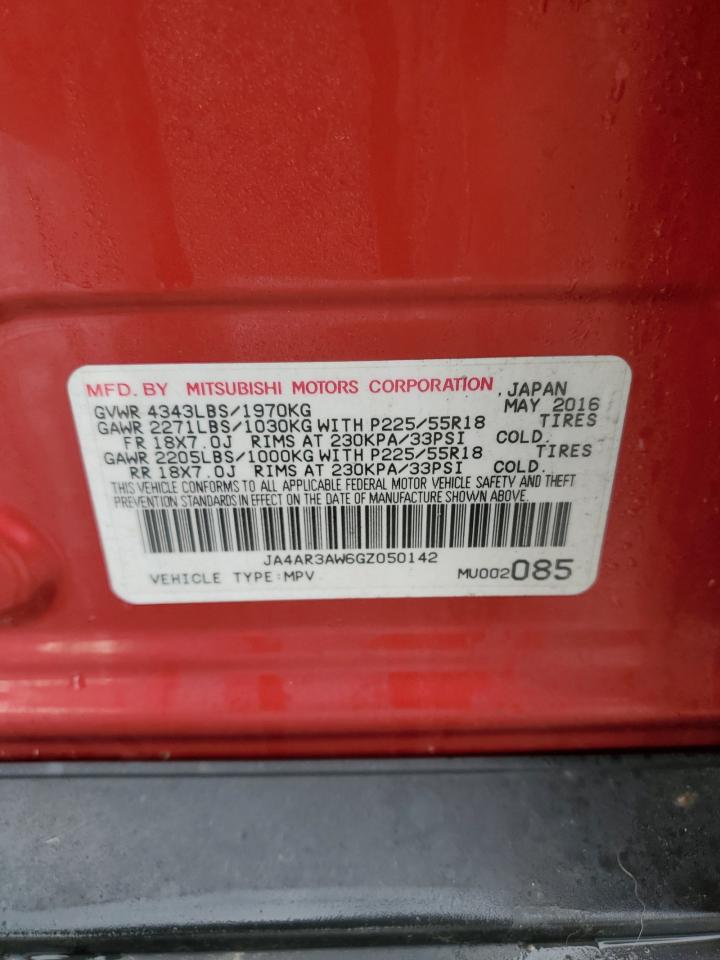 MFD. BY MITSUBISHI MOTORS CORPORATION, JAPAN
GVWR 4343LBS/1970KG MAY 2016
GAWR 2271LBS/1030KG WITH P225/55R18 TIRES
FR 18X7.0J RIMS AT 230KPA/33PSI COLD.
GAWR 2205LBS/1000KG WITH P225/55R18 TIRES
RR 18X7.0J RIMS AT 230KPA/33PSI COLD.
THIS VEHICLE CONFORMS TO ALL APPLICABLE FEDERAL MOTOR VEHICLE SAFETY AND THEFT
PREVENTION STANDARDS IN EFFECT ON THE DATE OF MANUFACTURE SHOWN ABOVE.
JA4AR3AW6GZ050142
VEHICLE TYPE:MPV MU002085